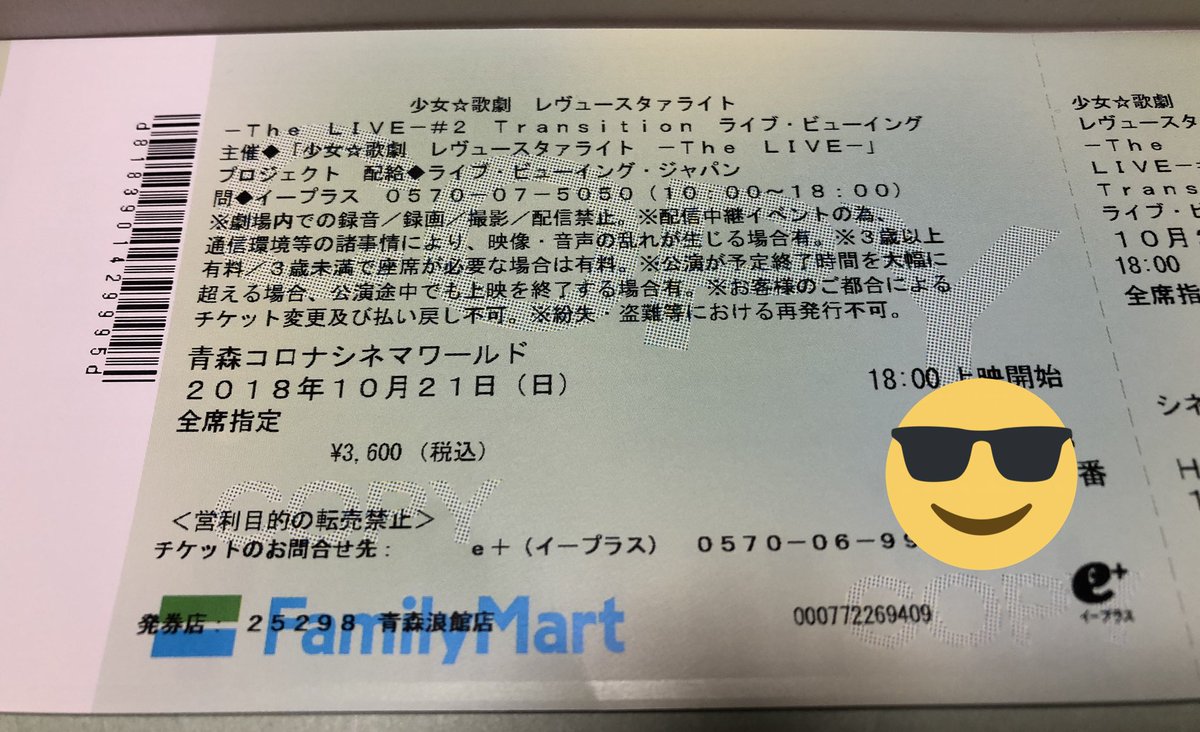 少女☆歌劇 レヴュースタァライト
－Ｔｈｅ ＬＩＶＥ－＃２ Ｔｒａｎｓｉｔｉｏｎ ライブ・ビューイング
主催◆「少女☆歌劇 レヴュースタァライト －Ｔｈｅ ＬＩＶＥ－」
プロジェクト 配給◆ライブ・ビューイング・ジャパン
問◆イープラス ０５７０－０７－５０５０（１０：００～１８：００）
※劇場内での録音／録画／撮影／配信禁止。※配信中継イベントの為、
通信環境等の諸事情により、映像・音声の乱れが生じる場合有。※３歳以上
有料／３歳未満で座席が必要な場合は有料。※公演が予定終了時間を大幅に
超える場合、公演途中でも上映を終了する場合有。※お客様のご都合による
チケット変更及び払い戻し不可。※紛失・盗難等における再発行不可。
青森コロナシネマワールド
２０１８年１０月２１日（日） 18:00 上映開始
全席指定
¥3,600（税込）
番
＜営利目的の転売禁止＞
チケットのお問合せ先： ｅ＋（イープラス） ０５７０－０６－９９
発券店： ２５２９８ 青森浪館店
FamilyMart
000772269409
e+
イープラス
COPY
COPY
COPY
d8183901429995d
少女☆歌劇
レヴュースタァ
－Ｔｈｅ
ＬＩＶＥ－
Ｔｒａｎｓ
ライブ・ビ
１０月
18:00
全席指
シネ
Ｈ